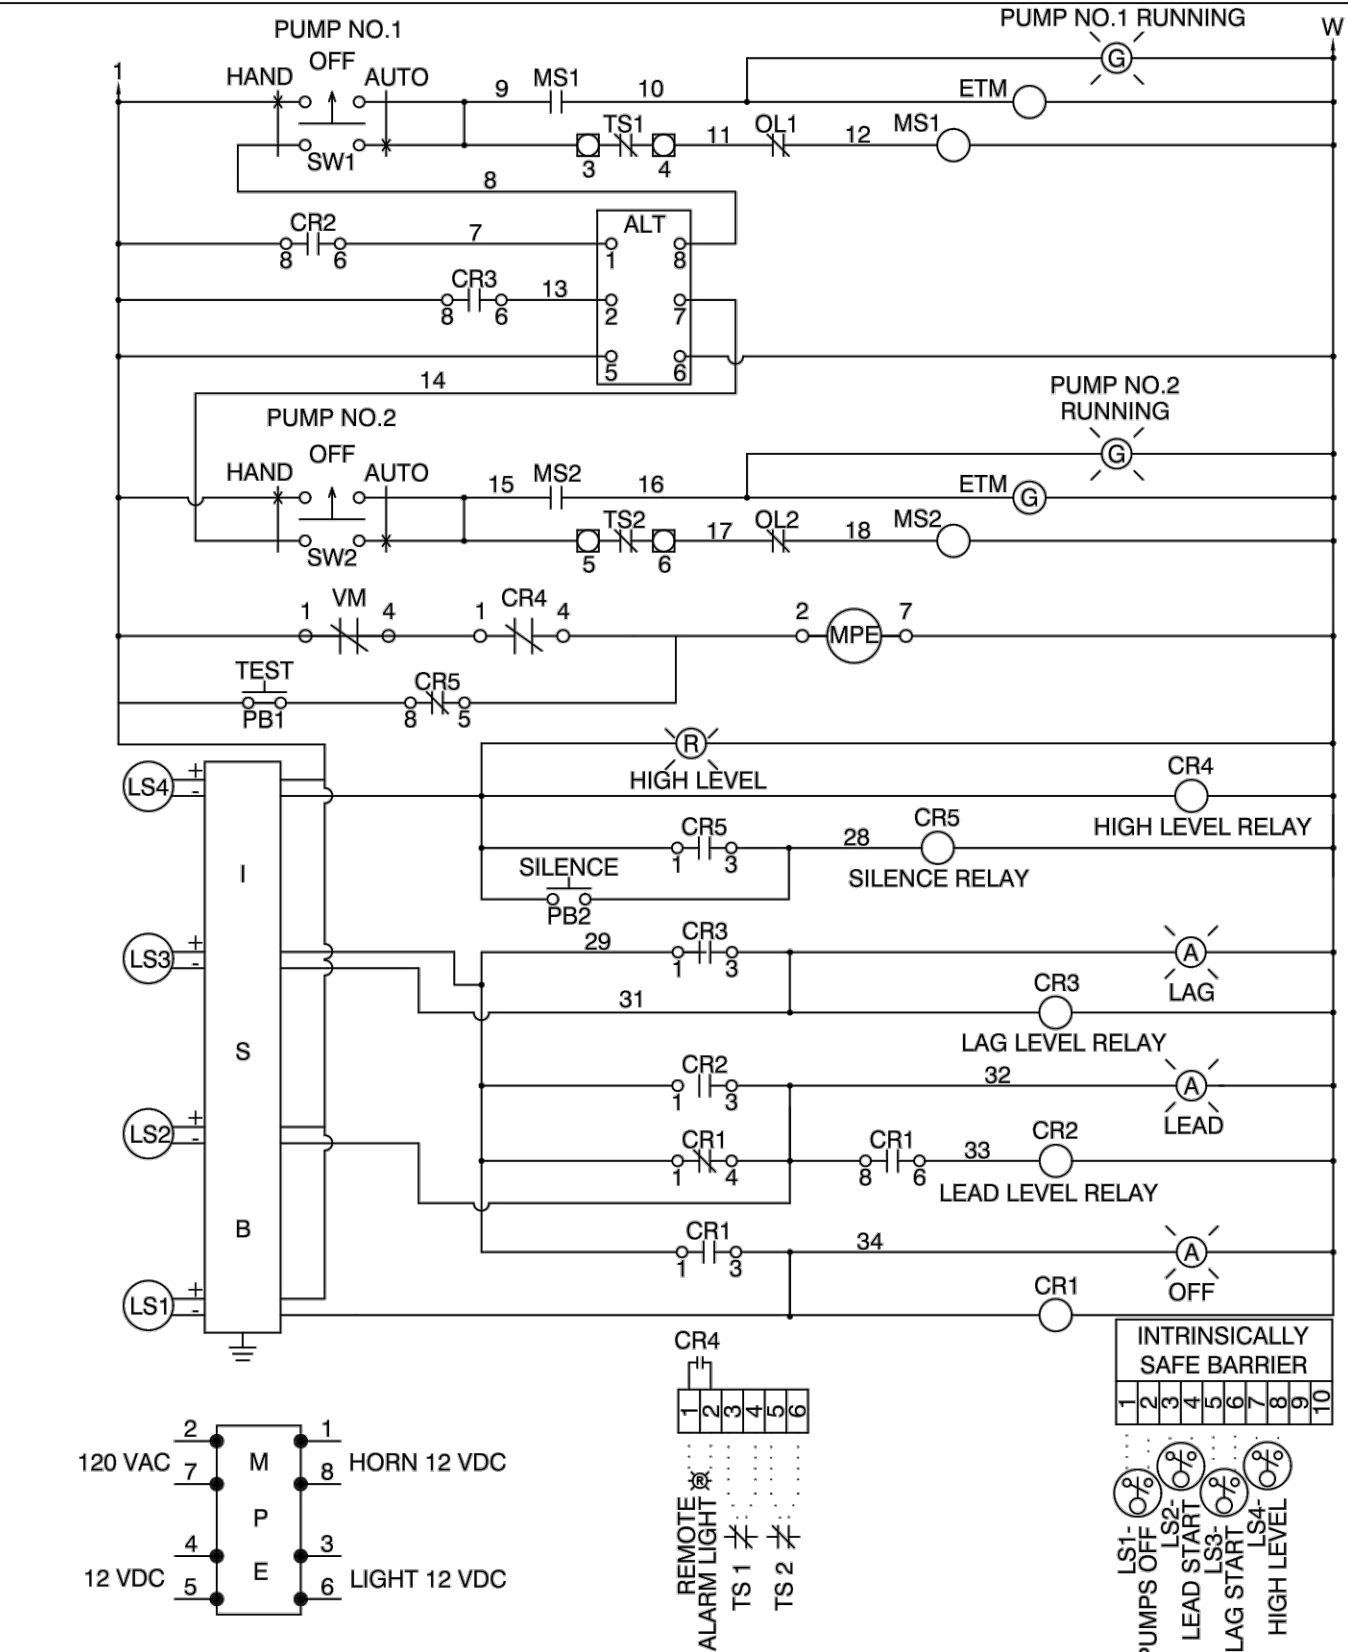 PUMP NO.1 RUNNING
W
PUMP NO.1
G
OFF
1
HAND
AUTO
9
MS1
10
ETM
SW1
TS1
3
4
11
OL1
12
MS1
8
ALT
CR2
8
6
7
1
8
CR3
8
6
13
2
7
5
6
14
PUMP NO.2
RUNNING
PUMP NO.2
G
OFF
HAND
AUTO
15
MS2
16
ETM
G
SW2
TS2
5
6
17
OL2
18
MS2
1
VM
4
1
CR4
4
2
MPE
7
TEST
PB1
CR5
8
5
R
HIGH LEVEL
LS4
+
-
CR4
HIGH LEVEL RELAY
CR5
1
3
28
CR5
SILENCE RELAY
I
SILENCE
PB2
LS3
+
-
29
CR3
1
3
A
LAG
31
CR3
LAG LEVEL RELAY
S
CR2
1
3
32
A
LEAD
LS2
+
-
CR1
1
4
CR1
8
6
33
CR2
LEAD LEVEL RELAY
B
CR1
1
3
34
A
OFF
LS1
+
-
CR1
INTRINSICALLY
SAFE BARRIER
1 2 3 4 5 6 7 8 9 10
LS1-
PUMPS OFF
LS2-
LEAD START
LS3-
LAG START
LS4-
HIGH LEVEL
CR4
1 2 3 4 5 6
R
REMOTE
ALARM LIGHT
TS 1
TS 2
2
1
120 VAC
M
HORN 12 VDC
7
8
P
4
3
12 VDC
E
LIGHT 12 VDC
5
6